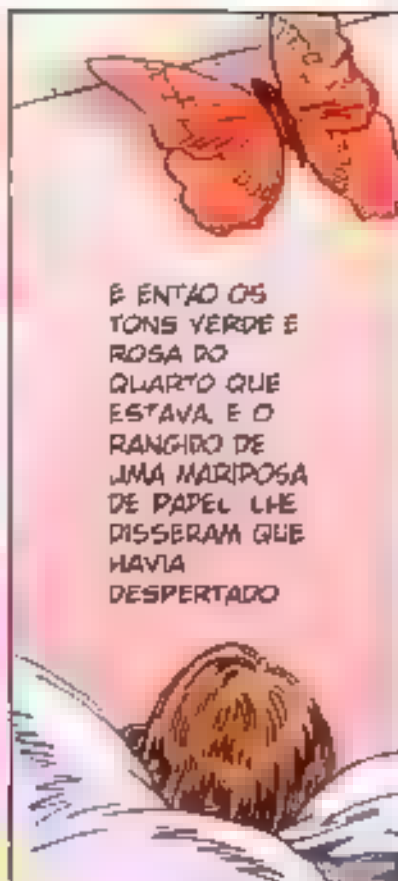 E ENTÃO OS
TONS VERDE E
ROSA DO
QUARTO QUE
ESTAVA, E O
RANGIDO DE
UMA MARIPOSA
DE PAPEL LHE
DISSERAM QUE
HAVIA
DESPERTADO